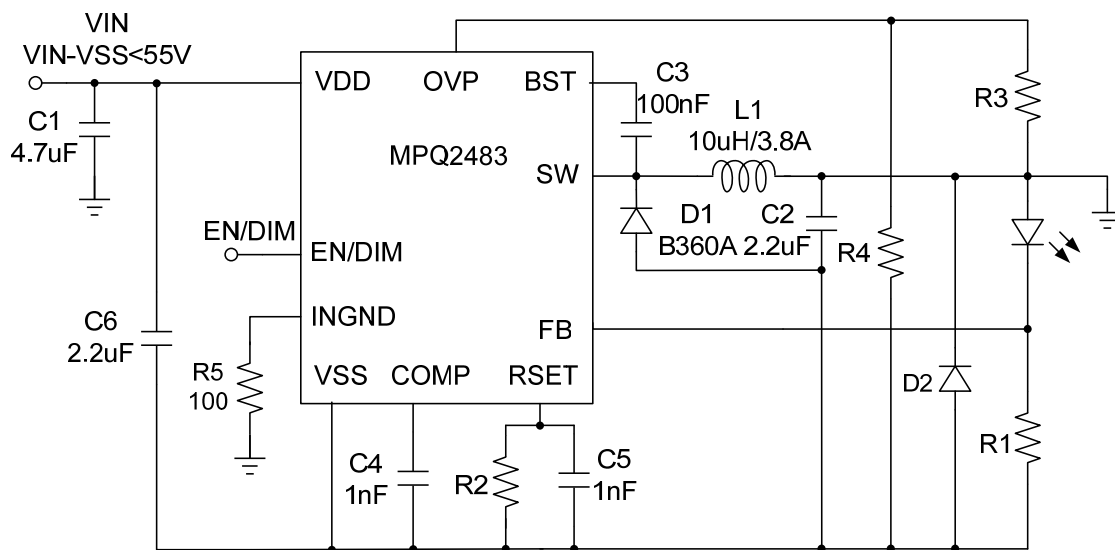 VIN
VIN-VSS<55V
VDD
OVP
BST
C3
100nF
R3
C1
4.7uF
L1
10uH/3.8A
MPQ2483
SW
D1
B360A
C2
2.2uF
R4
EN/DIM
EN/DIM
INGND
FB
C6
2.2uF
R5
100
VSS
COMP
RSET
D2
R1
C4
1nF
R2
C5
1nF